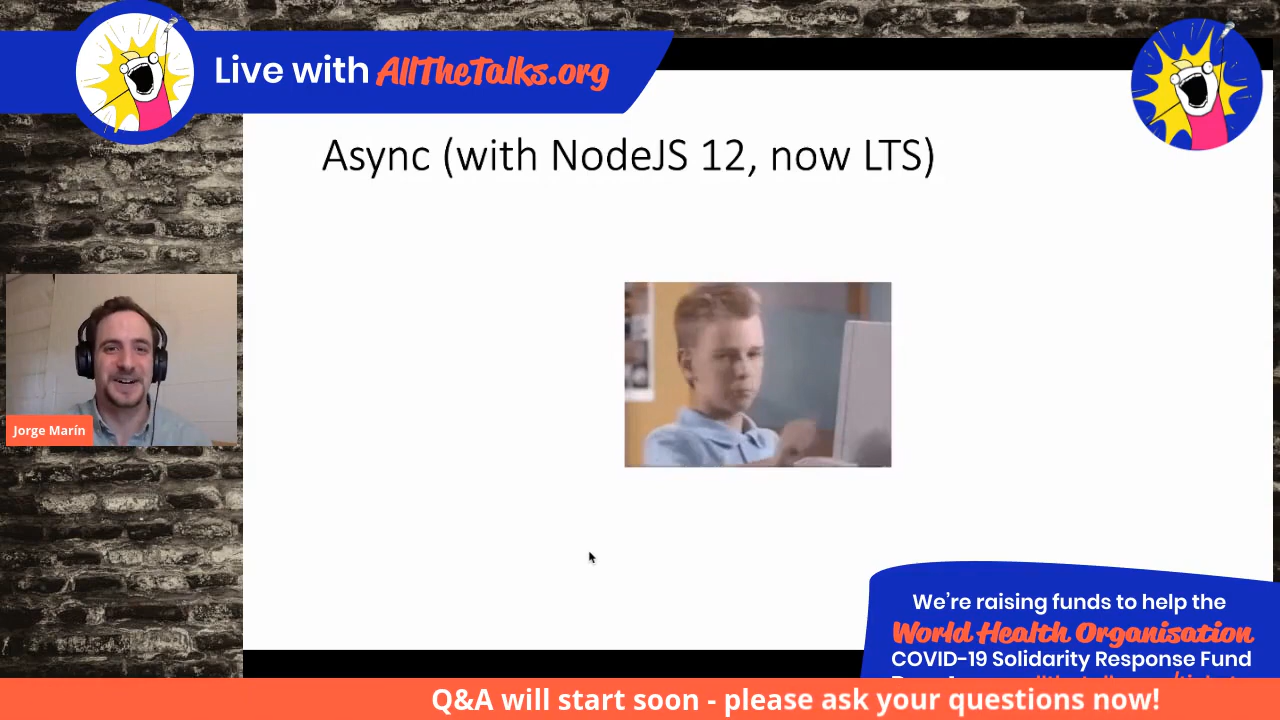 Live with AllTheTalks.org
Async (with NodeJS 12, now LTS)
Jorge Marín
We're raising funds to help the
World Health Organisation
COVID-19 Solidarity Response Fund
Q&A will start soon - please ask your questions now!